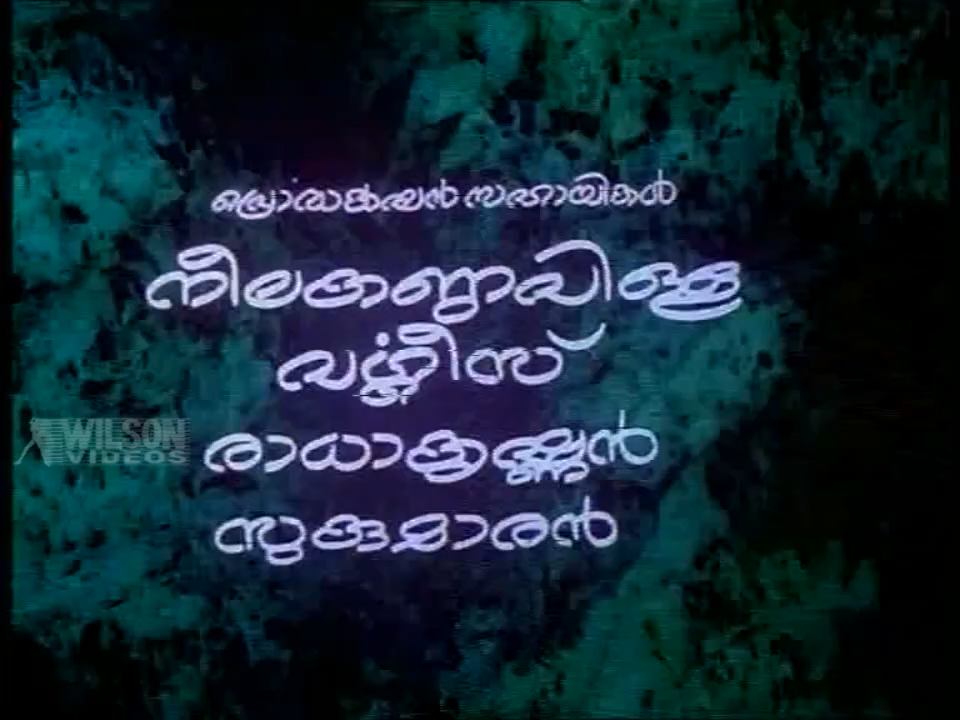 പ്രൊഡക്ഷൻ സഹായികൾ
നീലകണ്ഠപിള്ള
വർഗ്ഗീസ്
രാധാകൃഷ്ണൻ
സുകുമാരൻ
WILSON
VIDEOS